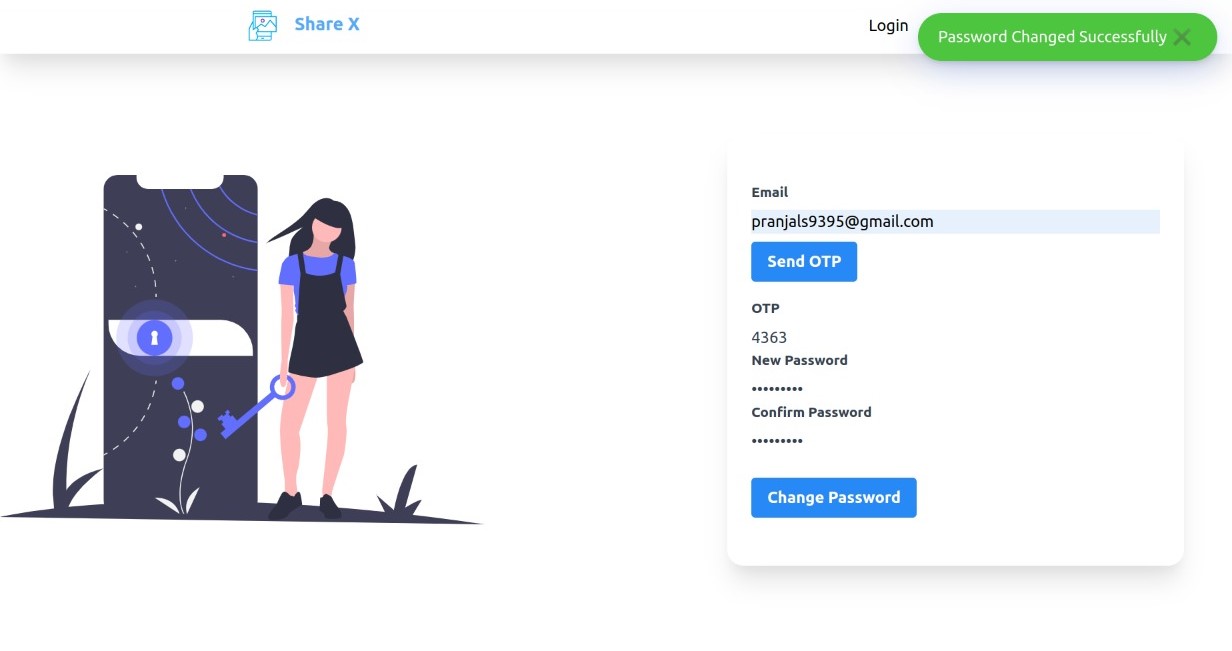 Share X
Login
Password Changed Successfully
Email
pranjals9395@gmail.com
Send OTP
OTP
4363
New Password
•••••••••
Confirm Password
•••••••••
Change Password